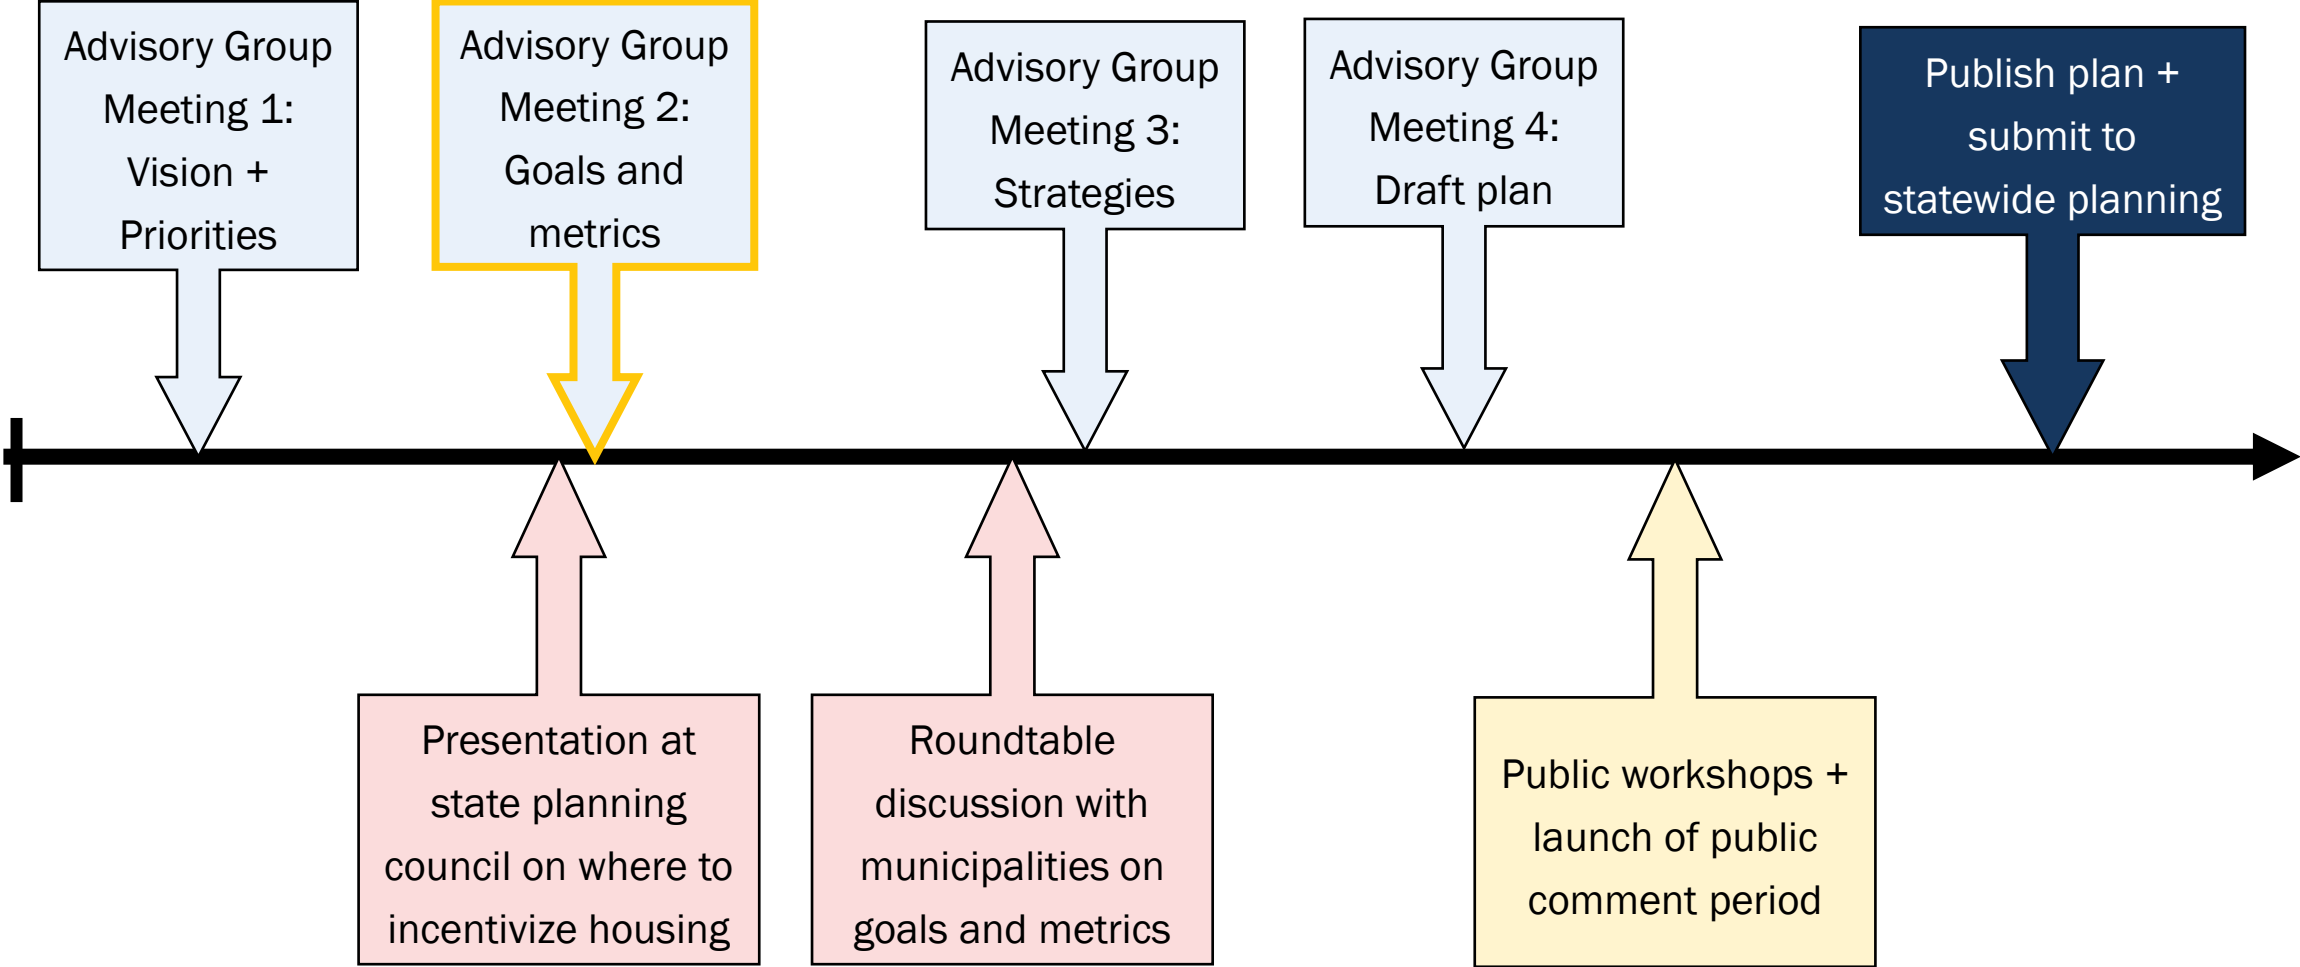 Advisory Group
Meeting 1:
Vision +
Priorities
Advisory Group
Meeting 2:
Goals and
metrics
Advisory Group
Meeting 3:
Strategies
Advisory Group
Meeting 4:
Draft plan
Publish plan +
submit to
statewide planning
Presentation at
state planning
council on where to
incentivize housing
Roundtable
discussion with
municipalities on
goals and metrics
Public workshops +
launch of public
comment period